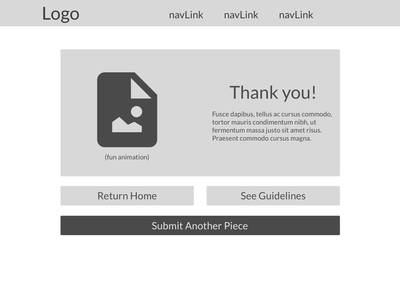 Logo
navLink navLink navLink
Thank you!
Fusce dapibus, tellus ac cursus commodo,
tortor mauris condimentum nibh, ut
fermentum massa justo sit amet risus.
Praesent commodo cursus magna.
(fun animation)
Return Home
See Guidelines
Submit Another Piece